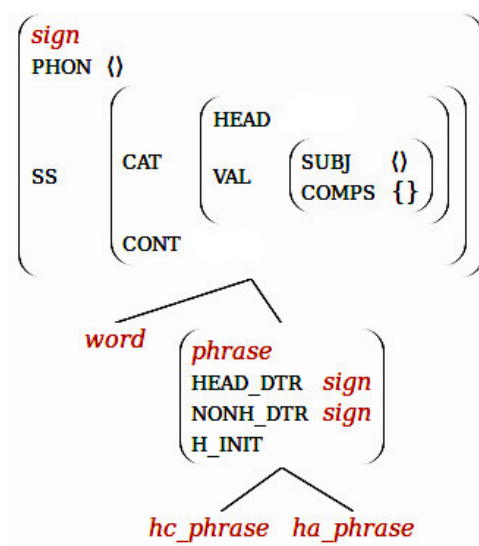 sign
PHON ⟨⟩
HEAD
SUBJ ⟨⟩
CAT
VAL
SS
COMPS {}
CONT
word
phrase
HEAD_DTR sign
NONH_DTR sign
H_INIT
hc_phrase ha_phrase